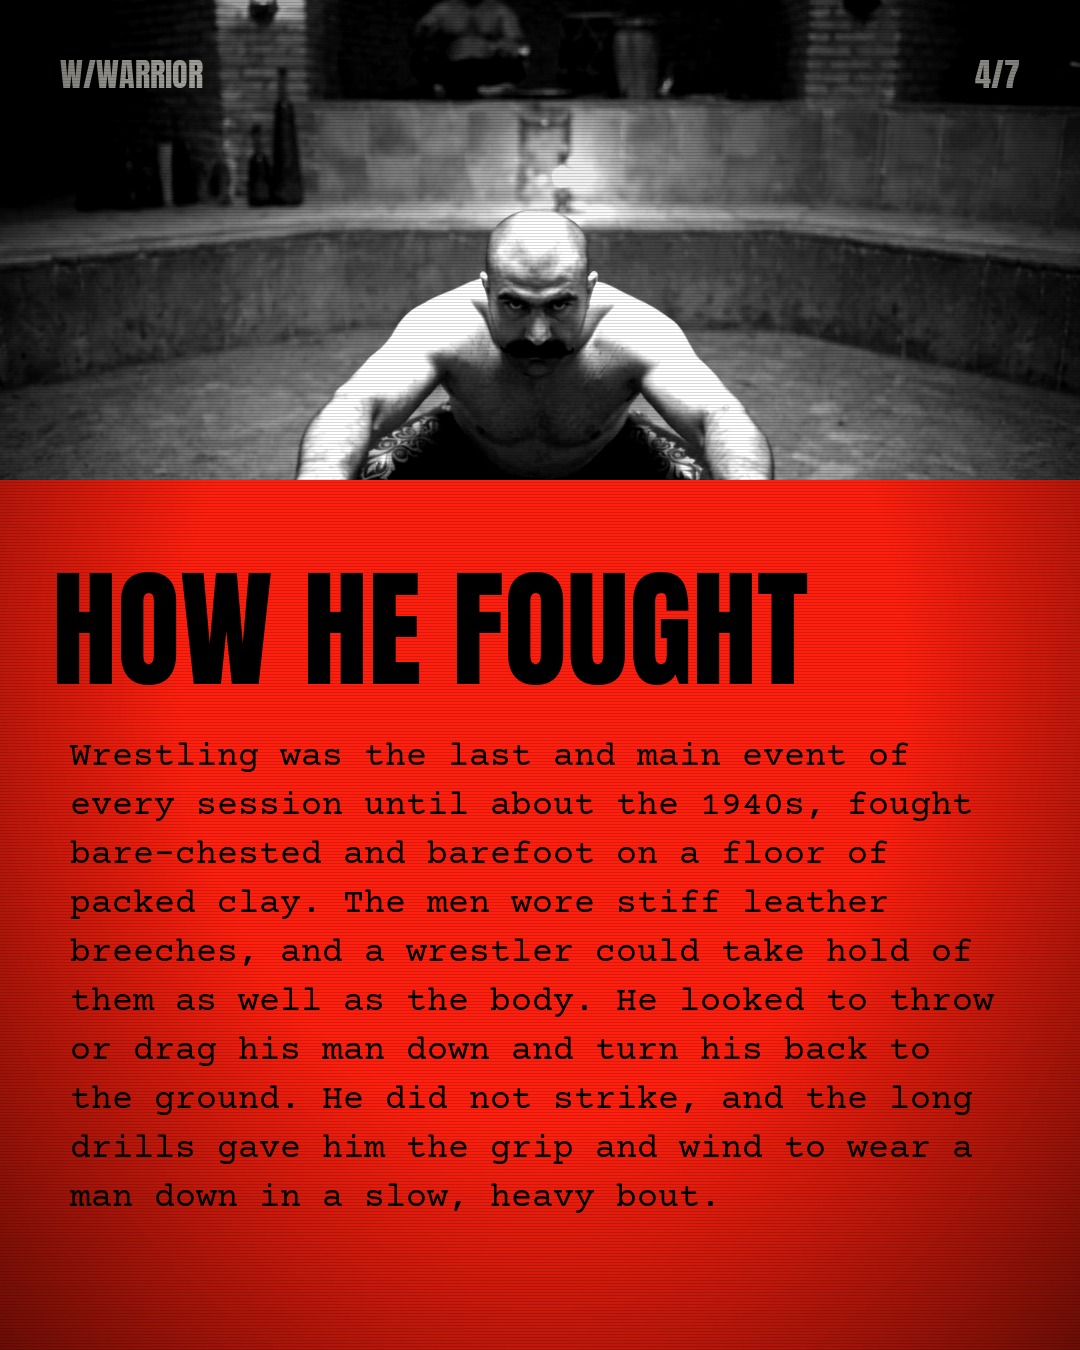 W/WARRIOR
4/7
HOW HE FOUGHT
Wrestling was the last and main event of
every session until about the 1940s, fought
bare-chested and barefoot on a floor of
packed clay. The men wore stiff leather
breeches, and a wrestler could take hold of
them as well as the body. He looked to throw
or drag his man down and turn his back to
the ground. He did not strike, and the long
drills gave him the grip and wind to wear a
man down in a slow, heavy bout.